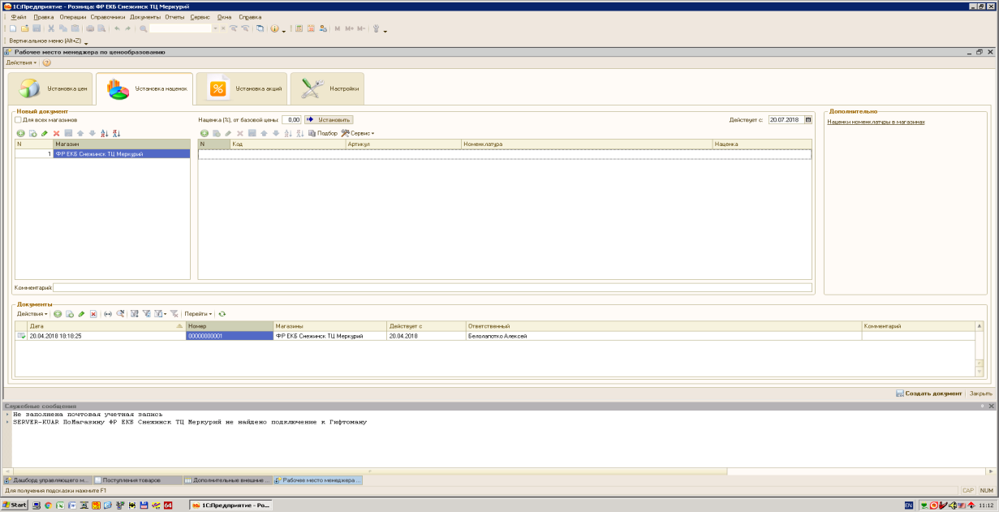 1С:Предприятие - Розница: ФР ЕКБ Снежинск ТЦ Меркурий
Файл Правка Операции Справочники Документы Отчеты Сервис Окна Справка
M M+ M-
Вертикальное меню (Alt+Z)
Рабочее место менеджера по ценообразованию
Действия
Установка цен
Установка наценок
Установка акций
Настройки
Новый документ
Для всех магазинов
Наценка (%), от базовой цены: 0,00 Установить
Действует с: 20.07.2018
Дополнительно
Наценки номенклатуры в магазинах
Подбор Сервис
N Магазин
N Код Артикул Номенклатура Наценка
1 ФР ЕКБ Снежинск ТЦ Меркурий
Комментарий:
Документы
Действия Перейти
Дата Номер Магазины Действует с Ответственный Комментарий
20.04.2018 18:18:25 00000000001 ФР ЕКБ Снежинск ТЦ Меркурий 20.04.2018 Белолапотко Алексей
Создать документ Закрыть
Служебные сообщения
Не заполнена почтовая учетная запись
SERVER-KUAR ПоМагазину ФР ЕКБ Снежинск ТЦ Меркурий не найдено подключение к Гифтоману
Дашборд управляющего м... Поступления товаров Дополнительные внешние ... Рабочее место менеджера ...
Для получения подсказки нажмите F1
CAP NUM
Start 64 1С:Предприятие - Ро... EN 11:12